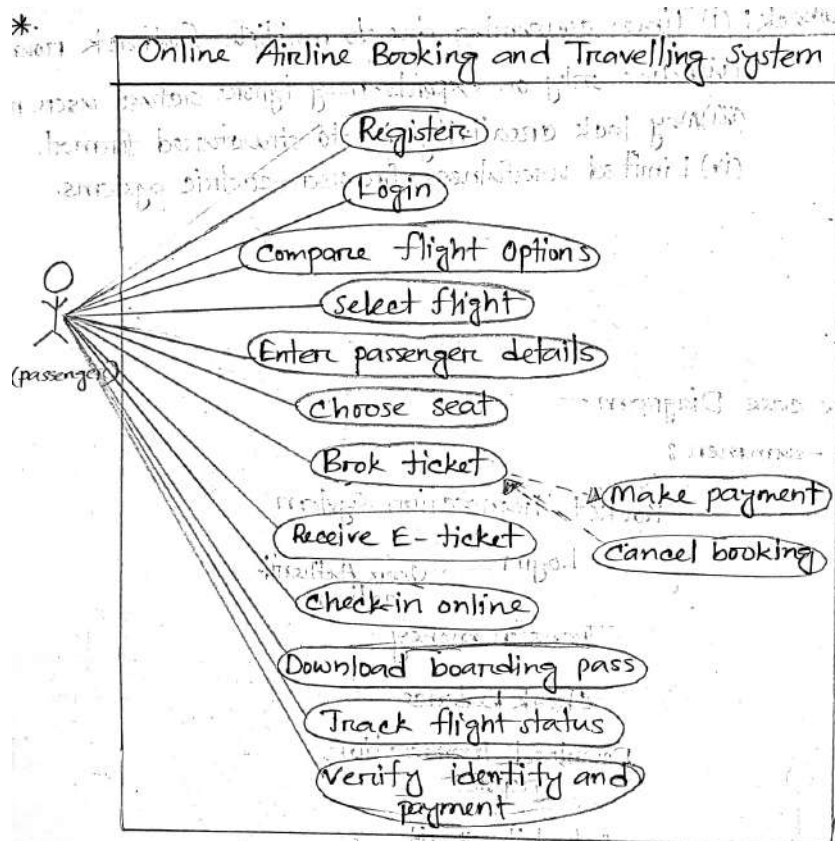 *.
Online Airline Booking and Travelling System
Register
Login
Compare flight Options
Select flight
(passenger)
Enter passenger details
Choose seat
Book ticket
Make payment
Receive E-ticket
Cancel booking
Check-in online
Download boarding pass
Track flight status
Verify identity and
payment